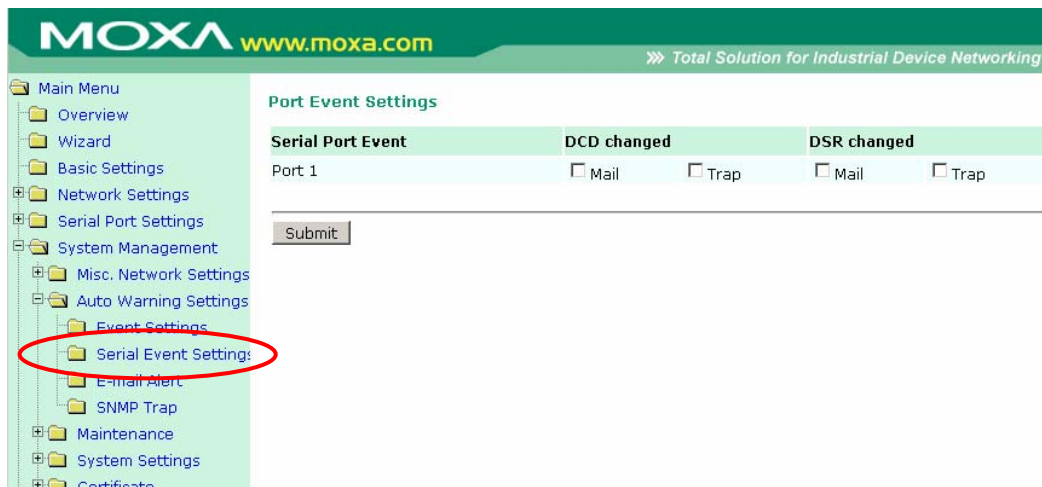 MOXA www.moxa.com
Total Solution for Industrial Device Networking
Main Menu
Overview
Wizard
Basic Settings
Network Settings
Serial Port Settings
System Management
Misc. Network Settings
Auto Warning Settings
Event Settings
Serial Event Settings
E-mail Alert
SNMP Trap
Maintenance
System Settings
Certificate
Port Event Settings
Serial Port Event DCD changed DSR changed
Port 1 Mail Trap Mail Trap
Submit